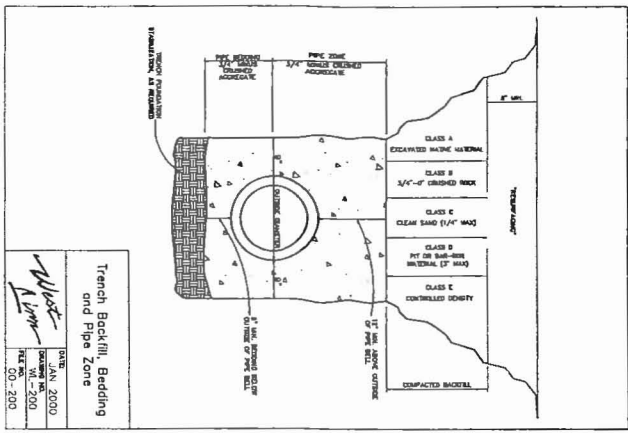 8" MIN.
"RESURFACING"
CLASS A
EXCAVATED NATIVE MATERIAL
CLASS B
3/4"-0" CRUSHED ROCK
CLASS C
CLEAN SAND (1/4" MAX)
CLASS D
PIT OR BAR-RUN
MATERIAL (3" MAX)
CLASS E
CONTROLLED DENSITY
COMPACTED BACKFILL
PIPE ZONE
3/4" MINUS CRUSHED
AGGREGATE
PIPE BEDDING
3/4" MINUS
CRUSHED
AGGREGATE
TRENCH FOUNDATION
STABILIZATION, AS REQUIRED
OUTSIDE DIAMETER
12" MIN. ABOVE OUTSIDE
OF PIPE BELL
MIN. BEDDING BELOW
OUTSIDE OF PIPE BELL
Trench Backfill, Bedding
and Pipe Zone
West
Linn
DATE: JAN 2000
DRAWING NO. WL-200
FILE NO. 00-200